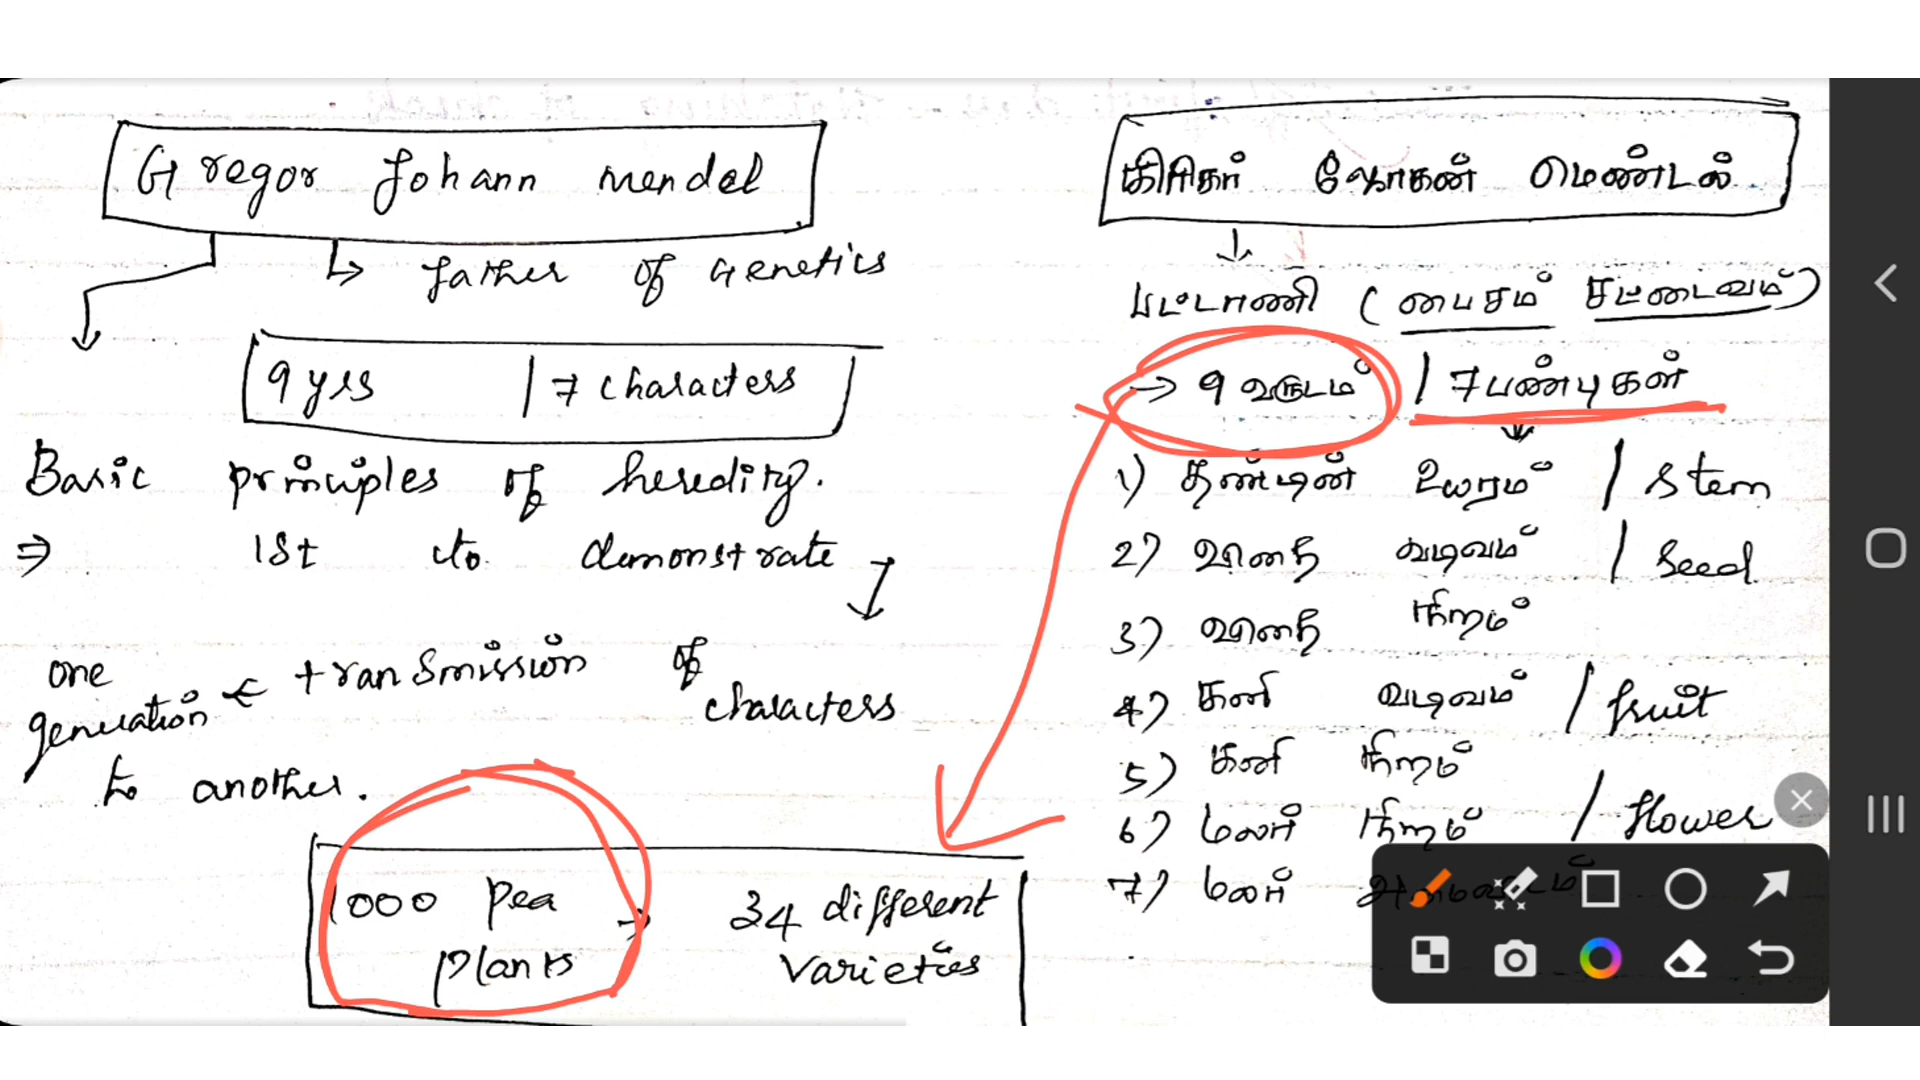 Gregor Johann Mendel
father of Genetics
9 yrs / 7 characters
Basic principles of heredity.
⇒ 1st to demonstrate
one generation ← transmission of characters
to another.
1000 Pea Plants → 34 different varieties
கிரிகர் ஜோகன் மெண்டல்
பட்டாணி (பைசம் சட்டைவம்)
→ 9 வருடம் / 7 பண்புகள்
1) தண்டின் உயரம் / Stem
2) விதை வடிவம் / Seed
3) விதை நிறம்
4) கனி வடிவம் / fruit
5) கனி நிறம்
6) மலர் நிறம் / flower
7) மலர்